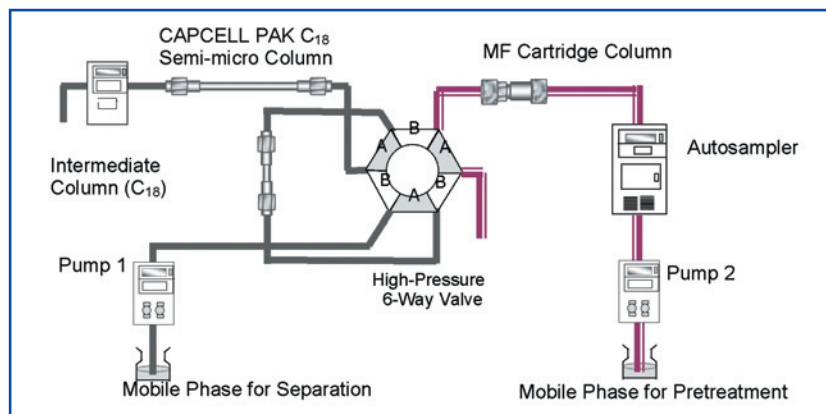 CAPCELL PAK C₁₈
Semi-micro Column
MF Cartridge Column
Intermediate
Column (C₁₈)
Autosampler
B
A
A
B
B
A
High-Pressure
6-Way Valve
Pump 1
Pump 2
Mobile Phase for Separation
Mobile Phase for Pretreatment